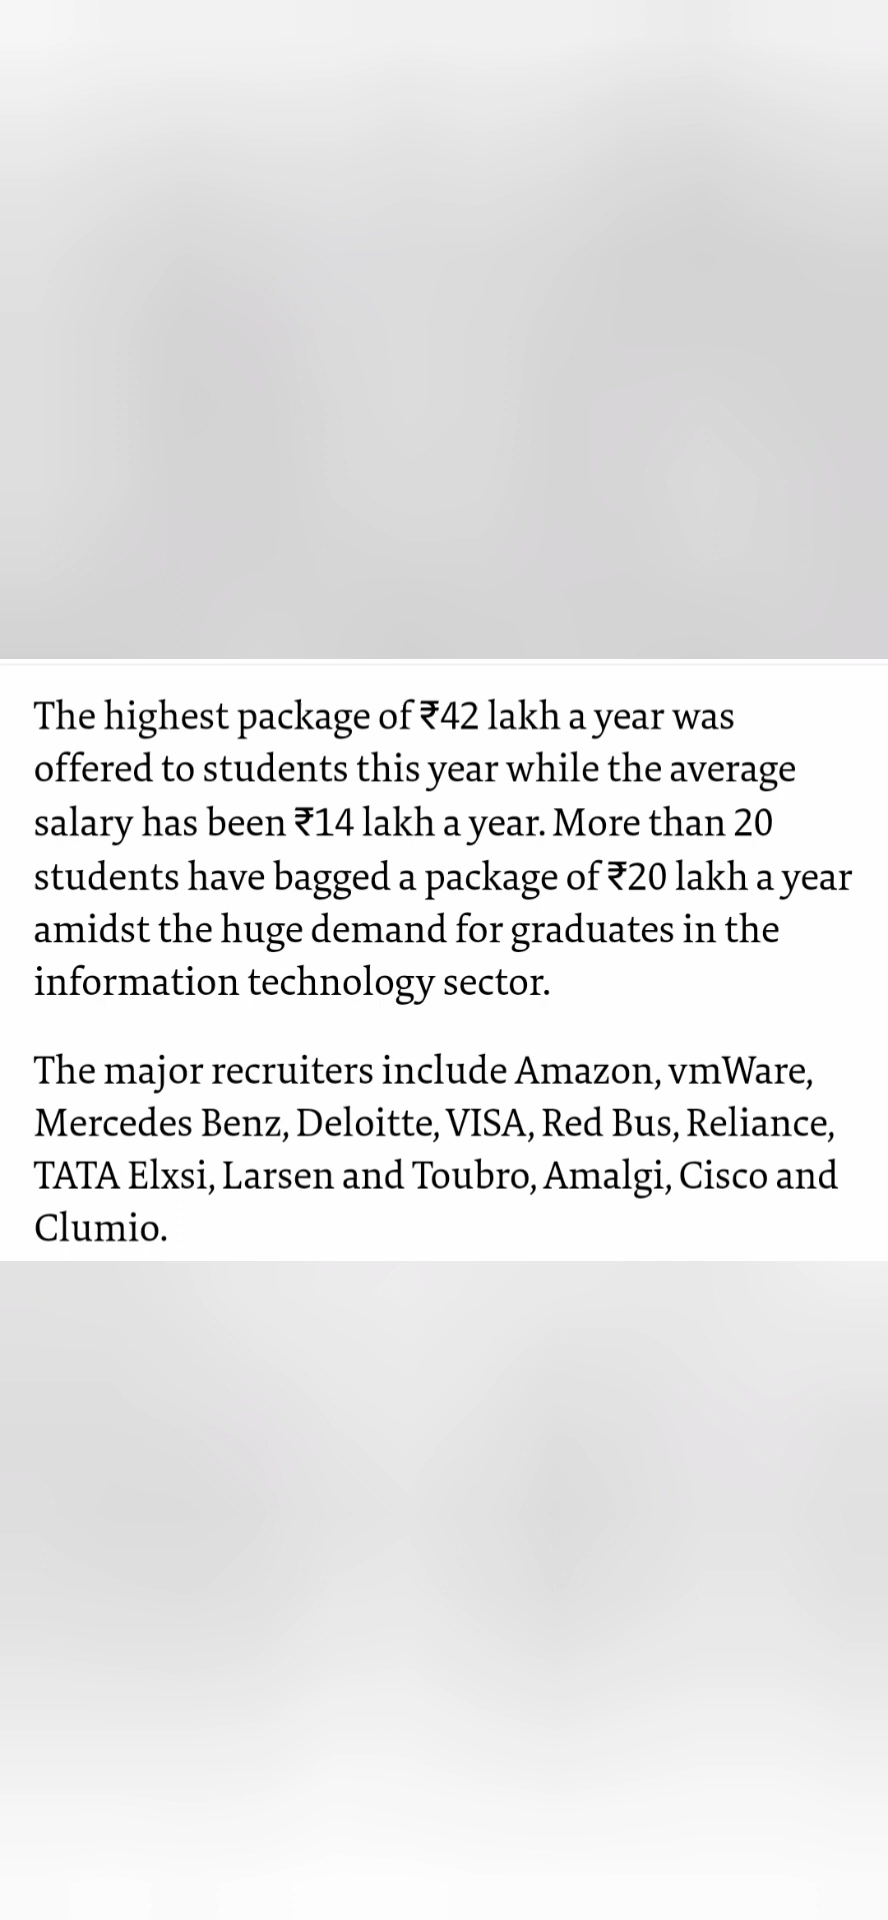 The highest package of ₹42 lakh a year was
offered to students this year while the average
salary has been ₹14 lakh a year. More than 20
students have bagged a package of ₹20 lakh a year
amidst the huge demand for graduates in the
information technology sector.
The major recruiters include Amazon, vmWare,
Mercedes Benz, Deloitte, VISA, Red Bus, Reliance,
TATA Elxsi, Larsen and Toubro, Amalgi, Cisco and
Clumio.